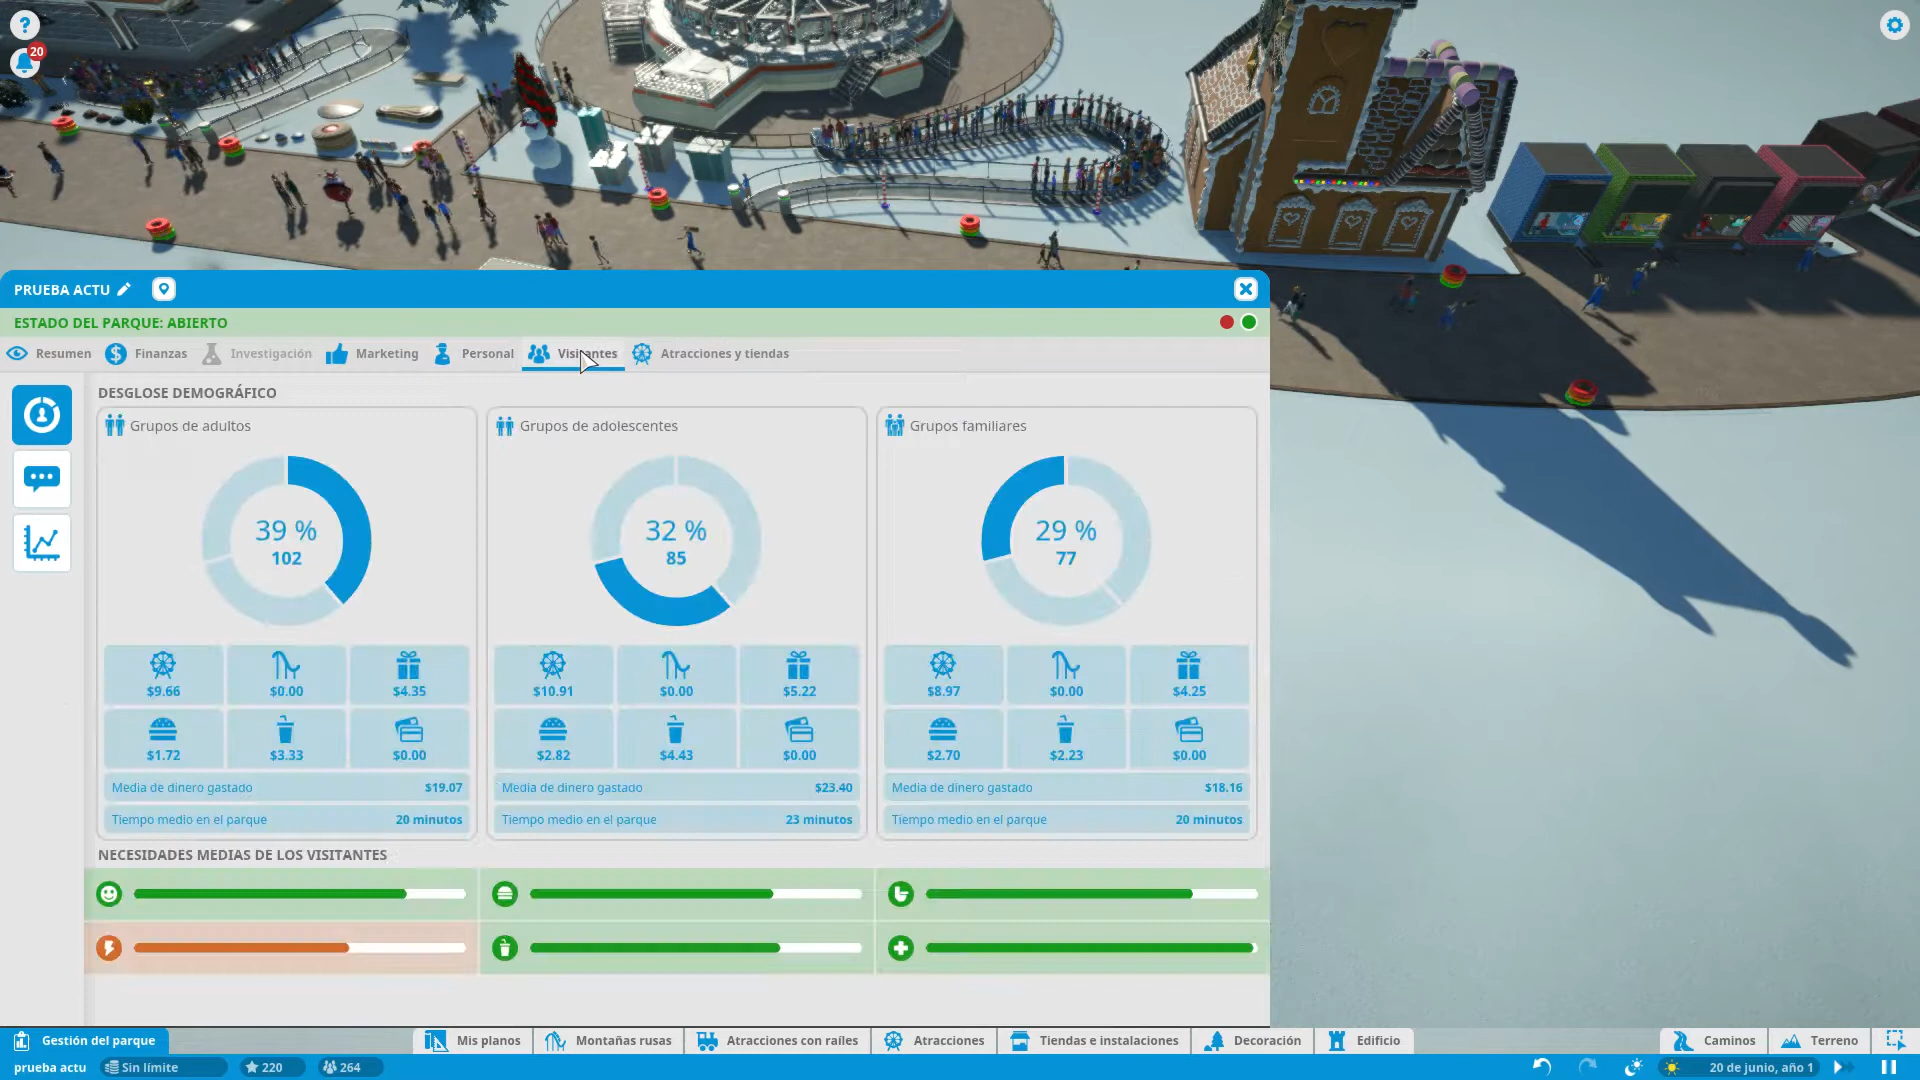 ?
20
PRUEBA ACTU
ESTADO DEL PARQUE: ABIERTO
Resumen
Finanzas
Investigación
Marketing
Personal
Visitantes
Atracciones y tiendas
DESGLOSE DEMOGRÁFICO
Grupos de adultos
39 %
102
$9.66
$0.00
$4.35
$1.72
$3.33
$0.00
Media de dinero gastado $19.07
Tiempo medio en el parque 20 minutos
Grupos de adolescentes
32 %
85
$10.91
$0.00
$5.22
$2.82
$4.43
$0.00
Media de dinero gastado $23.40
Tiempo medio en el parque 23 minutos
Grupos familiares
29 %
77
$8.97
$0.00
$4.25
$2.70
$2.23
$0.00
Media de dinero gastado $18.16
Tiempo medio en el parque 20 minutos
NECESIDADES MEDIAS DE LOS VISITANTES
Gestión del parque
Mis planos
Montañas rusas
Atracciones con raíles
Atracciones
Tiendas e instalaciones
Decoración
Edificio
Caminos
Terreno
prueba actu
Sin límite
220
264
20 de junio, año 1